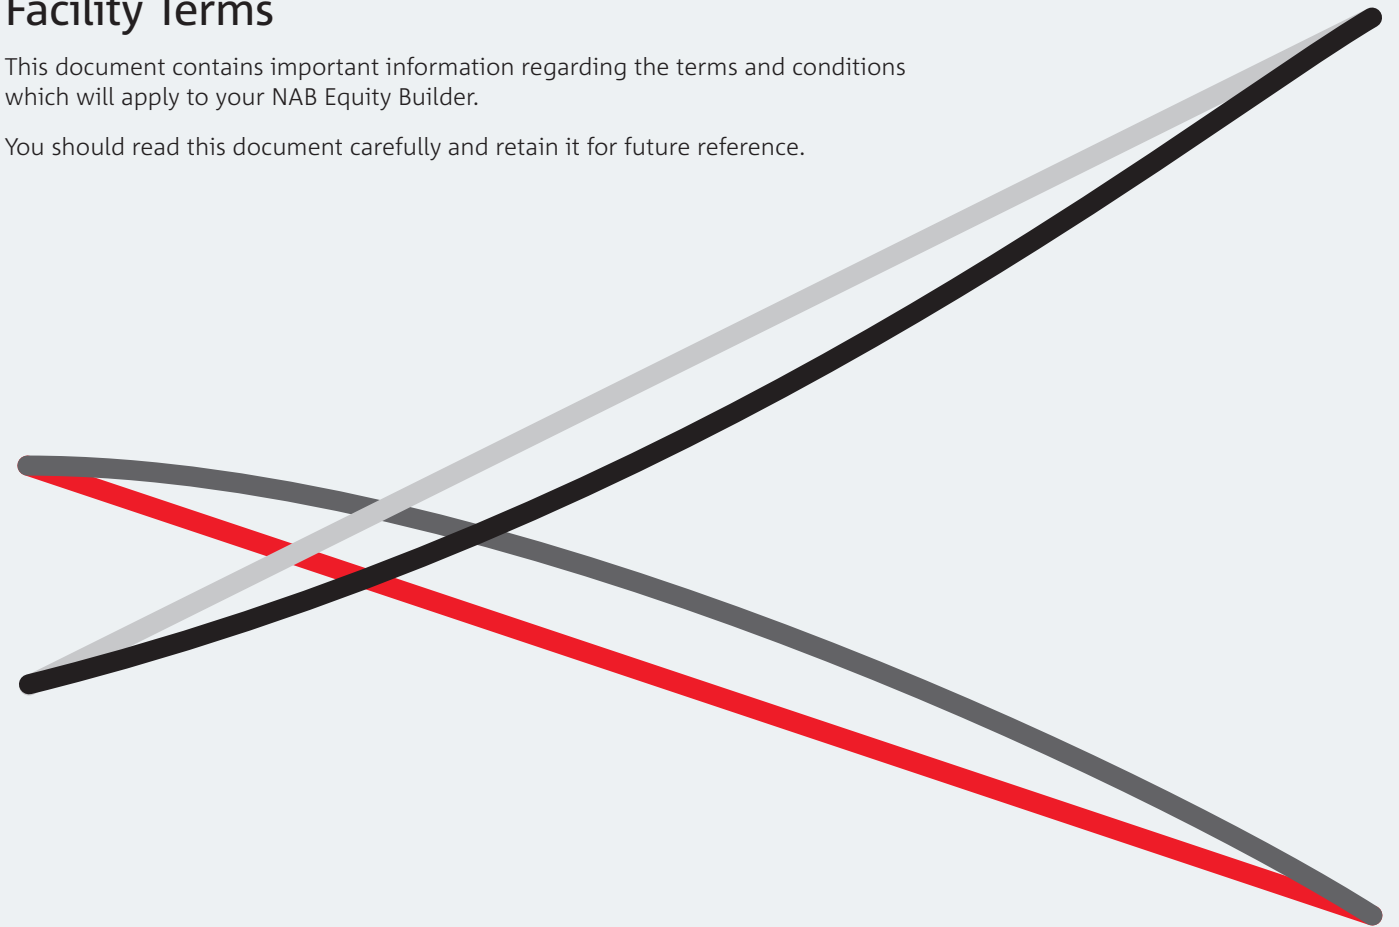 Facility Terms
This document contains important information regarding the terms and conditions
which will apply to your NAB Equity Builder.
You should read this document carefully and retain it for future reference.